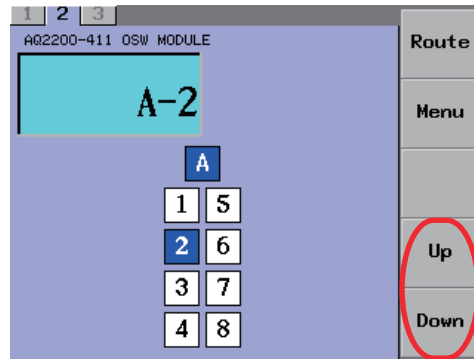 1 2 3
AQ2200-411 OSW MODULE
A-2
A
1 5
2 6
3 7
4 8
Route
Menu
Up
Down